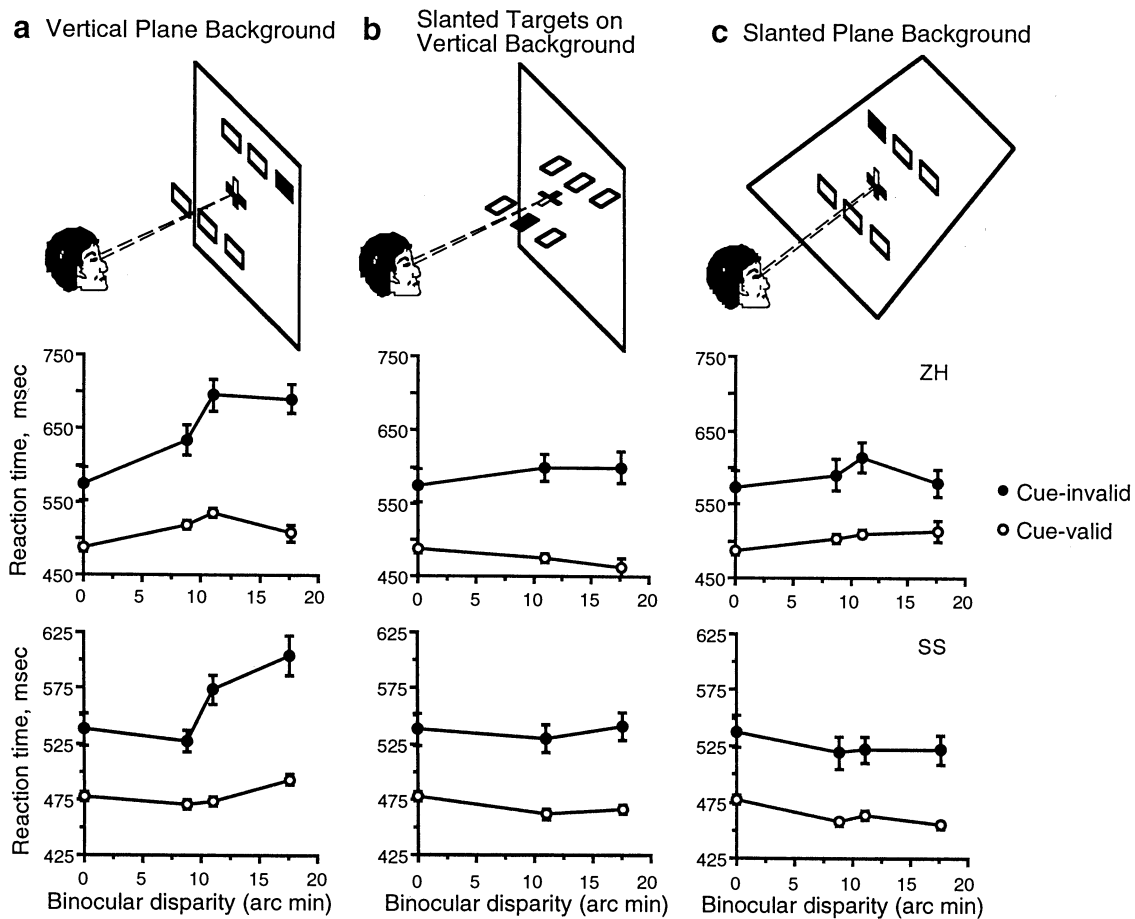 a Vertical Plane Background
b Slanted Targets on
Vertical Background
c Slanted Plane Background
Reaction time, msec
750
650
550
450
0 5 10 15 20
750
650
550
450
0 5 10 15 20
ZH
750
650
550
450
0 5 10 15 20
Cue-invalid
Cue-valid
Reaction time, msec
625
575
525
475
425
0 5 10 15 20
Binocular disparity (arc min)
625
575
525
475
425
0 5 10 15 20
Binocular disparity (arc min)
SS
625
575
525
475
425
0 5 10 15 20
Binocular disparity (arc min)